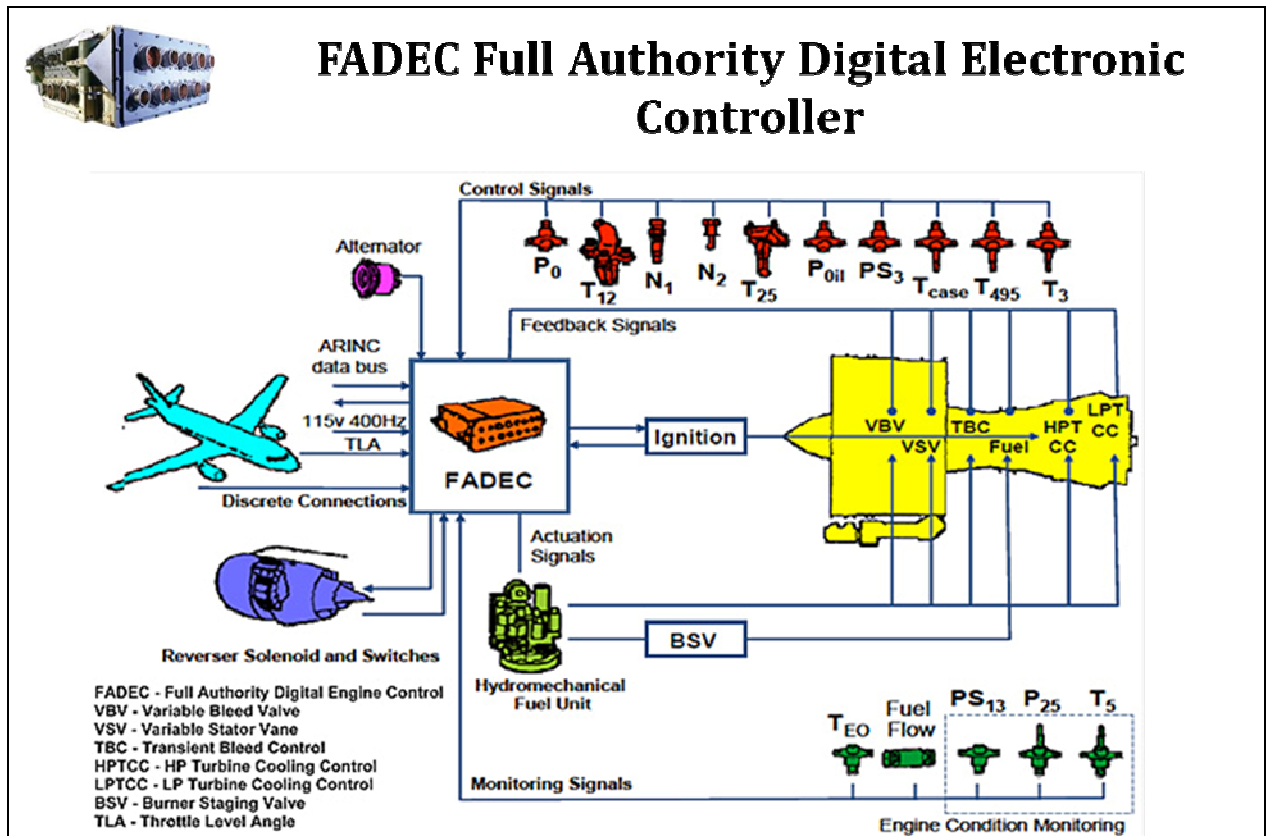 FADEC Full Authority Digital Electronic
Controller
Control Signals
Alternator
P0
T12
N1
N2
T25
P0il
PS3
Tcase
T495
T3
Feedback Signals
ARINC
data bus
115v 400Hz
TLA
Discrete Connections
FADEC
Ignition
VBV
VSV
TBC
Fuel
HPT
CC
LPT
CC
Actuation
Signals
BSV
Reverser Solenoid and Switches
Hydromechanical
Fuel Unit
FADEC - Full Authority Digital Engine Control
VBV - Variable Bleed Valve
VSV - Variable Stator Vane
TBC - Transient Bleed Control
HPTCC - HP Turbine Cooling Control
LPTCC - LP Turbine Cooling Control
BSV - Burner Staging Valve
TLA - Throttle Level Angle
Monitoring Signals
TEO
Fuel
Flow
PS13
P25
T5
Engine Condition Monitoring